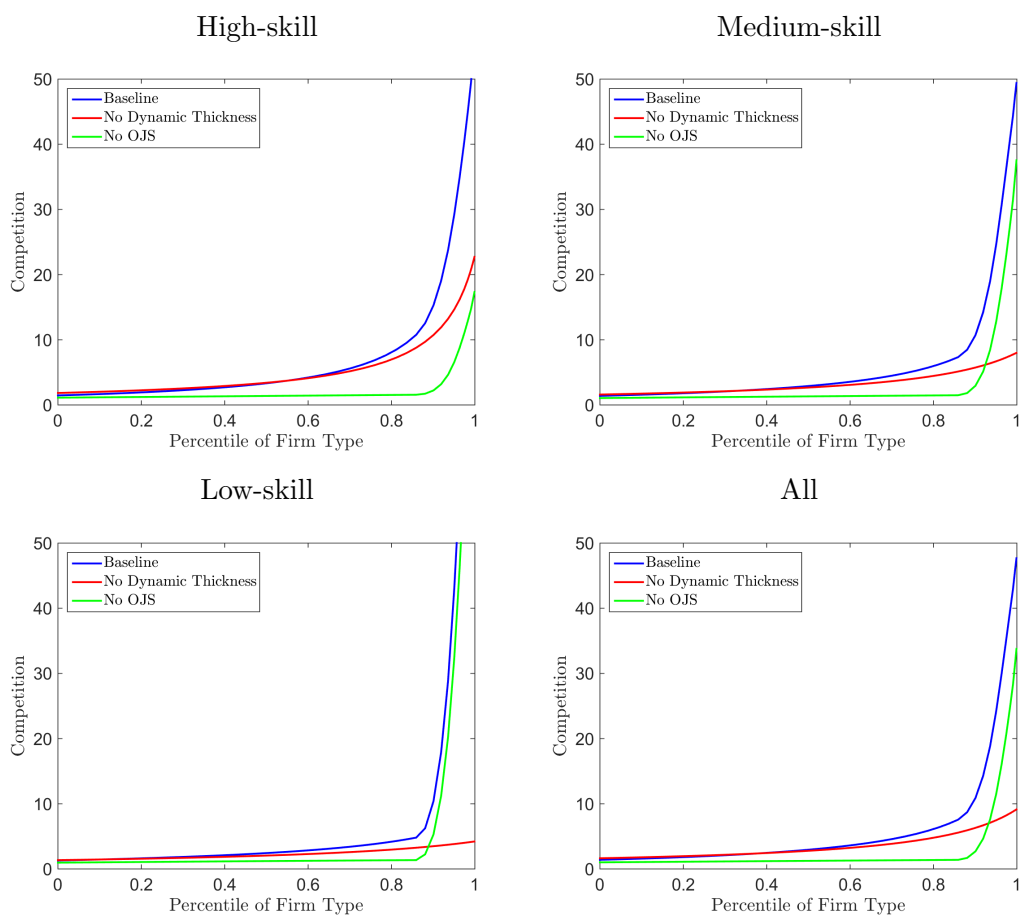 High-skill
50
40
30
20
10
0
Competition
Baseline
No Dynamic Thickness
No OJS
0 0.2 0.4 0.6 0.8 1
Percentile of Firm Type
Medium-skill
50
40
30
20
10
0
Competition
Baseline
No Dynamic Thickness
No OJS
0 0.2 0.4 0.6 0.8 1
Percentile of Firm Type
Low-skill
50
40
30
20
10
0
Competition
Baseline
No Dynamic Thickness
No OJS
0 0.2 0.4 0.6 0.8 1
Percentile of Firm Type
All
50
40
30
20
10
0
Competition
Baseline
No Dynamic Thickness
No OJS
0 0.2 0.4 0.6 0.8 1
Percentile of Firm Type